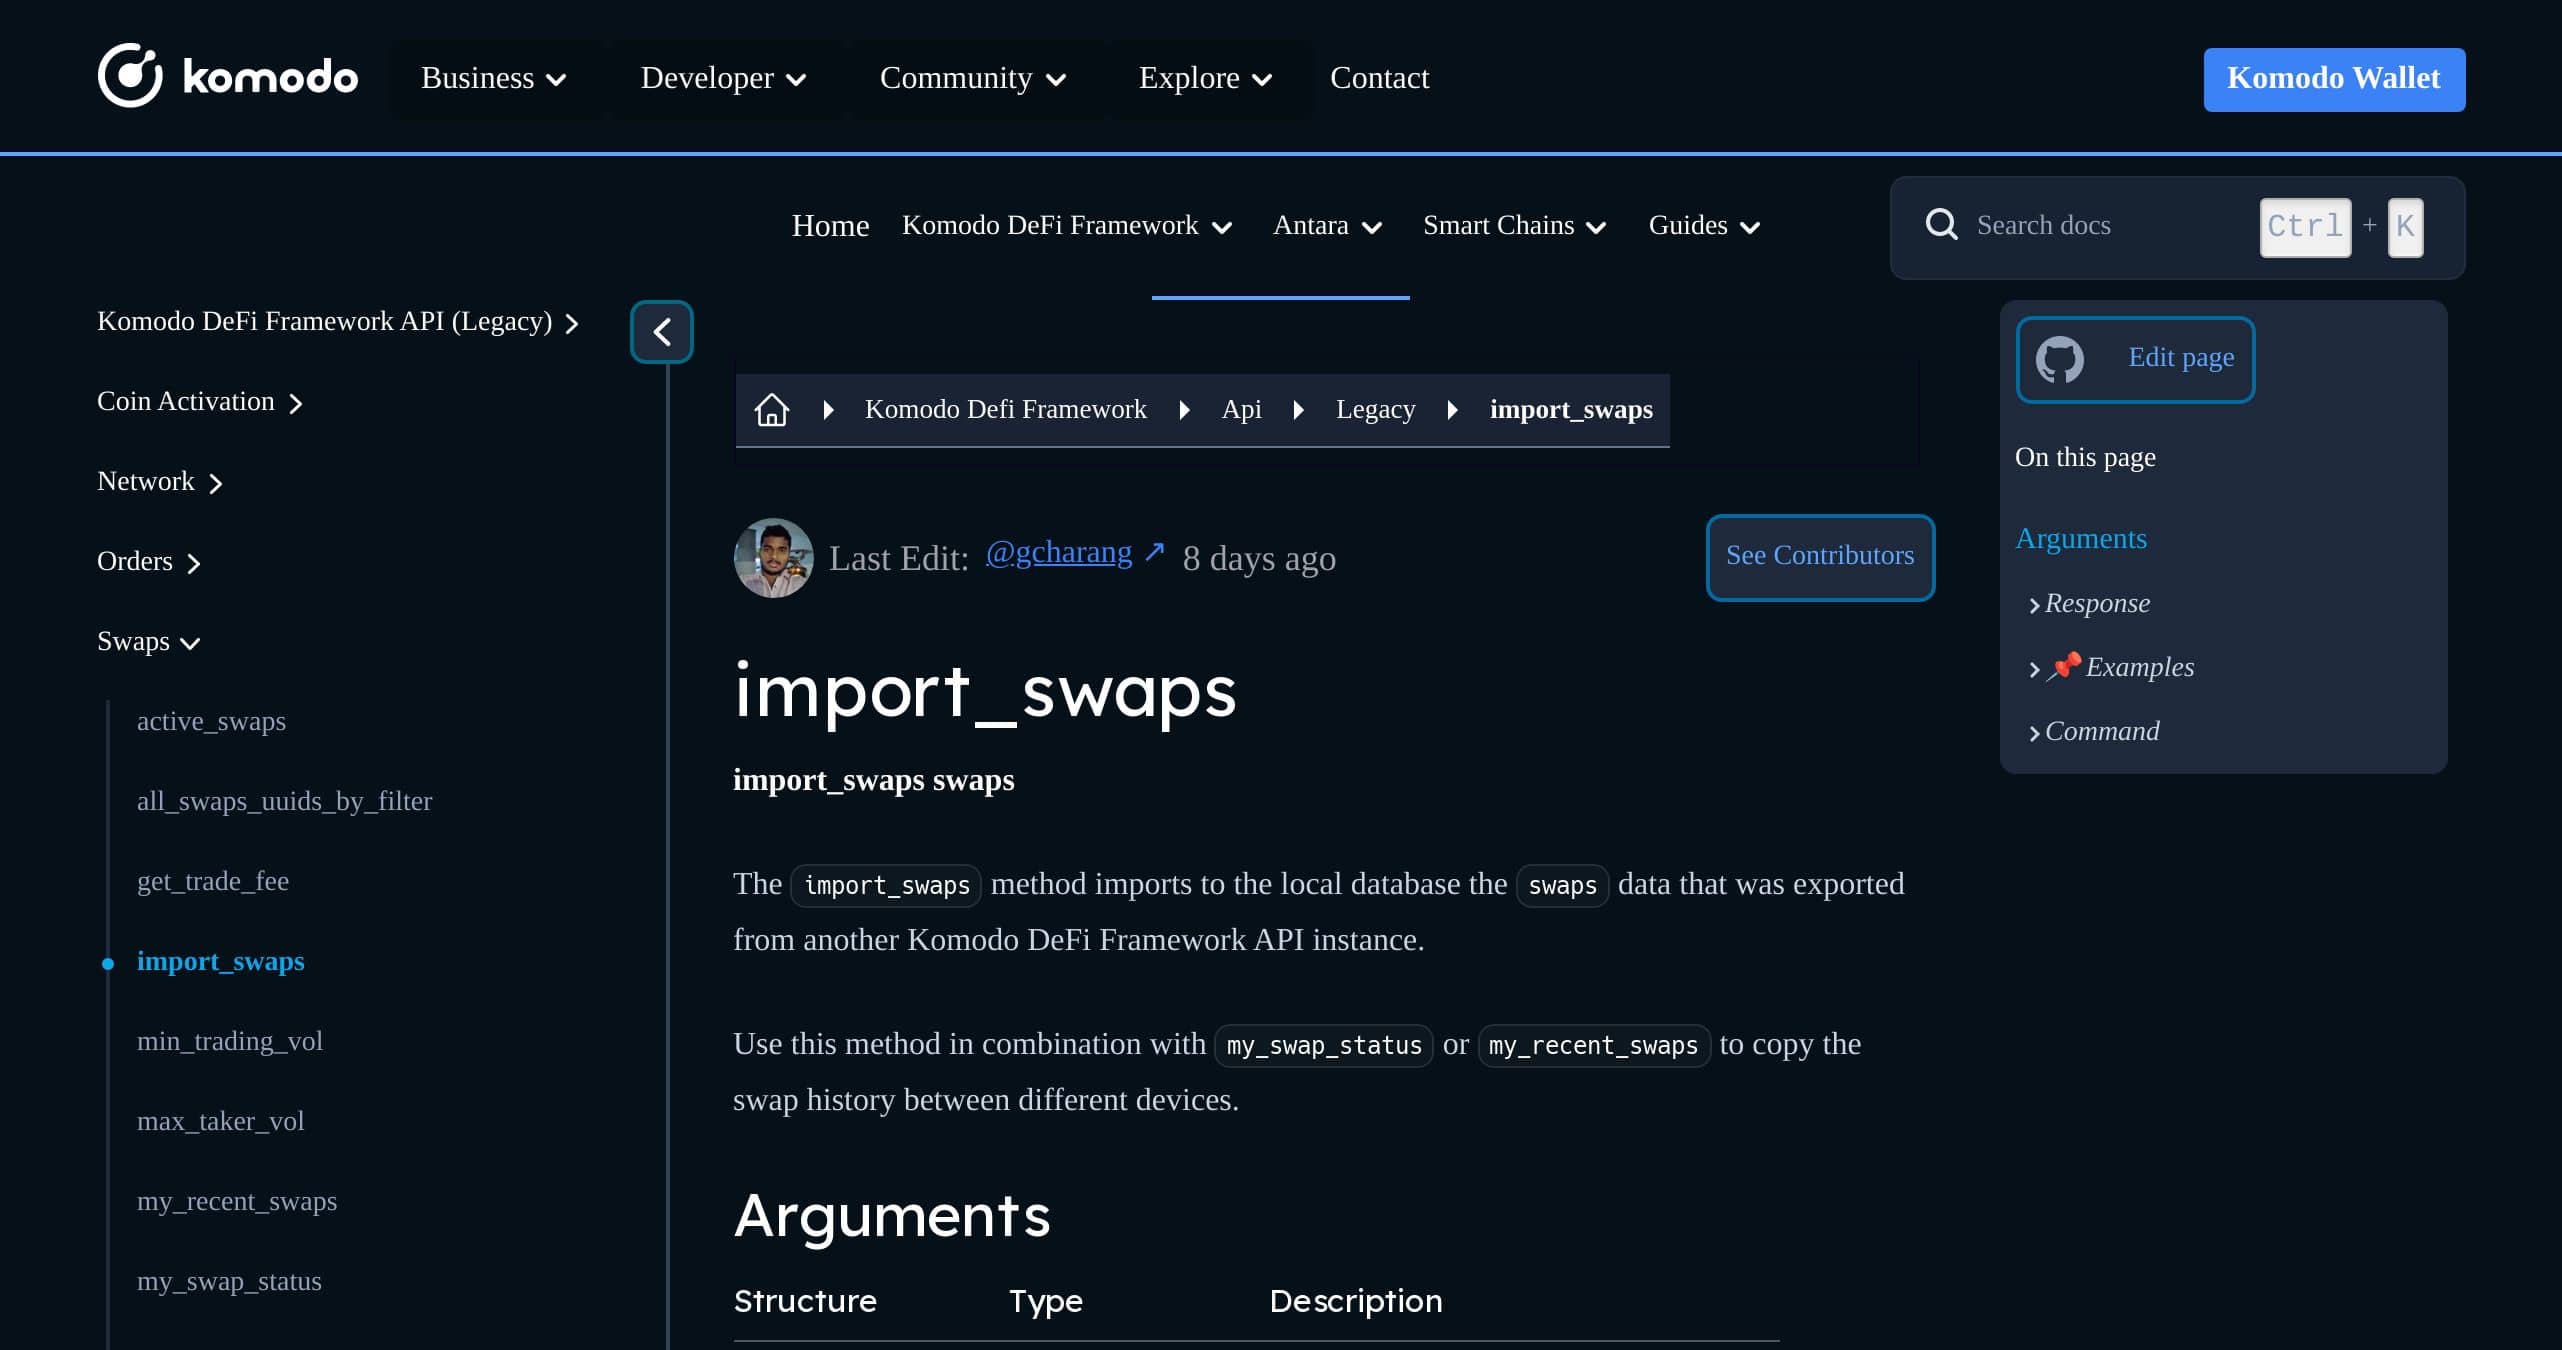 komodo Business Developer Community Explore Contact Komodo Wallet
Home Komodo DeFi Framework Antara Smart Chains Guides Search docs Ctrl + K
Komodo DeFi Framework API (Legacy)
Coin Activation
Network
Orders
Swaps
active_swaps
all_swaps_uuids_by_filter
get_trade_fee
import_swaps
min_trading_vol
max_taker_vol
my_recent_swaps
my_swap_status
Komodo Defi Framework Api Legacy import_swaps
Last Edit: @gcharang ↗ 8 days ago See Contributors
import_swaps
import_swaps swaps
The import_swaps method imports to the local database the swaps data that was exported
from another Komodo DeFi Framework API instance.
Use this method in combination with my_swap_status or my_recent_swaps to copy the
swap history between different devices.
Arguments
Structure Type Description
Edit page
On this page
Arguments
Response
📌 Examples
Command